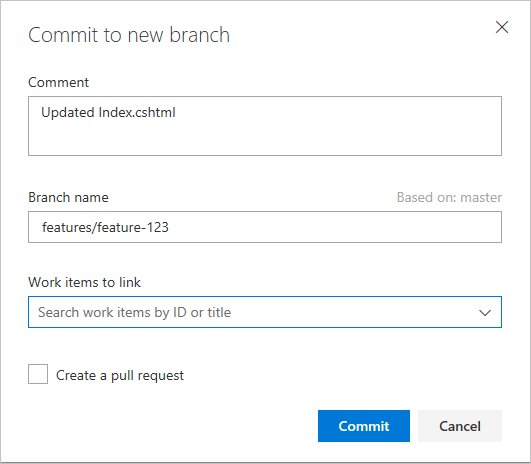 Commit to new branch
Comment
Updated Index.cshtml
Branch name Based on: master
features/feature-123
Work items to link
Search work items by ID or title
Create a pull request
Commit Cancel